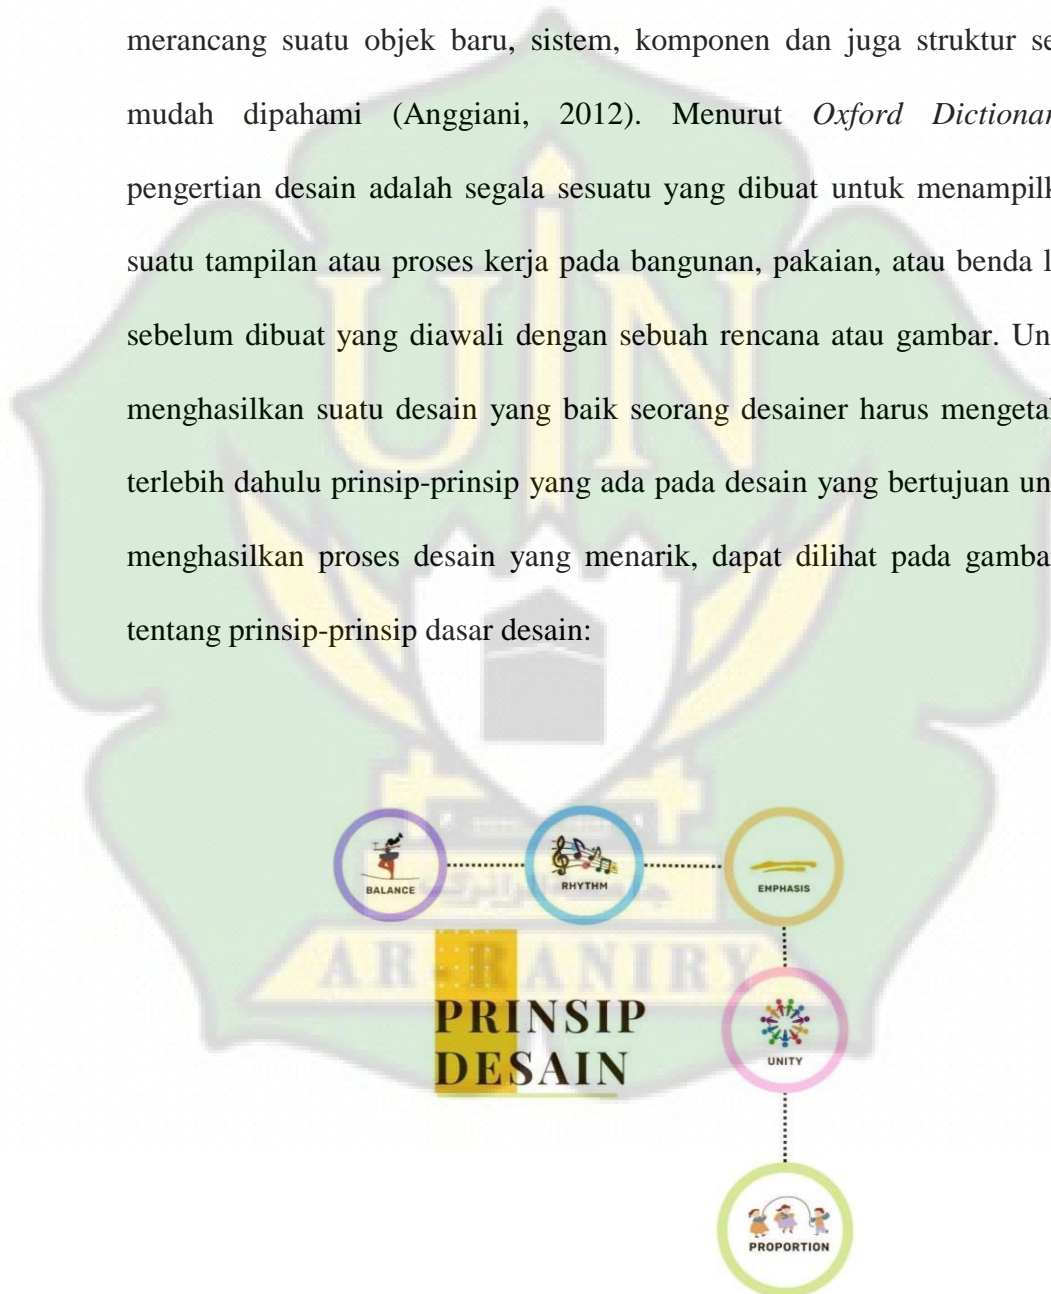 merancang suatu objek baru, sistem, komponen dan juga struktur se
mudah dipahami (Anggiani, 2012). Menurut Oxford Dictionar
pengertian desain adalah segala sesuatu yang dibuat untuk menampilk
suatu tampilan atau proses kerja pada bangunan, pakaian, atau benda l
sebelum dibuat yang diawali dengan sebuah rencana atau gambar. Un
menghasilkan suatu desain yang baik seorang desainer harus mengetah
terlebih dahulu prinsip-prinsip yang ada pada desain yang bertujuan un
menghasilkan proses desain yang menarik, dapat dilihat pada gamba
tentang prinsip-prinsip dasar desain:
UIN
BALANCE
RHYTHM
EMPHASIS
AR-RANIRY
PRINSIP
DESAIN
UNITY
PROPORTION